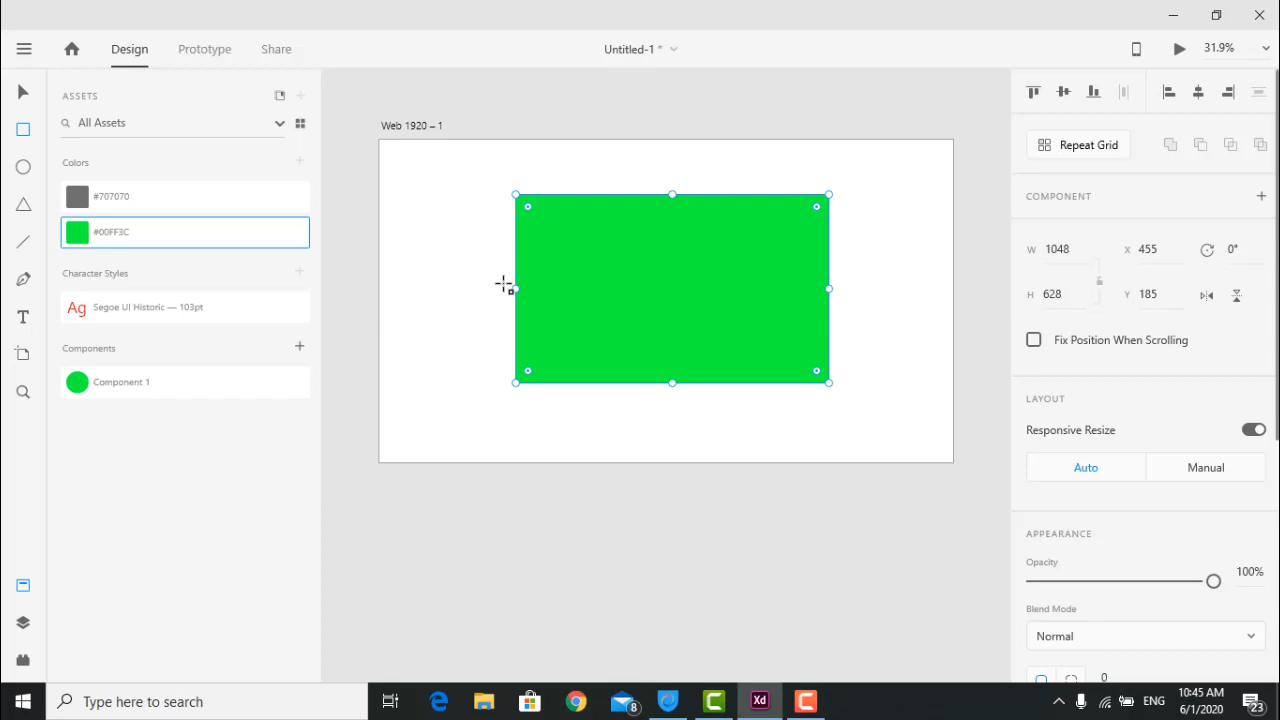 Design
Prototype
Share
Untitled-1 *
31.9%
ASSETS
All Assets
Colors
#707070
#00FF3C
Character Styles
Ag Segoe UI Historic — 103pt
Components
Component 1
Web 1920 – 1
Repeat Grid
COMPONENT
W 1048 X 455 0°
H 628 Y 185
Fix Position When Scrolling
LAYOUT
Responsive Resize
Auto Manual
APPEARANCE
Opacity
100%
Blend Mode
Normal
0
Type here to search
8
Xd
ENG
10:45 AM
6/1/2020
23